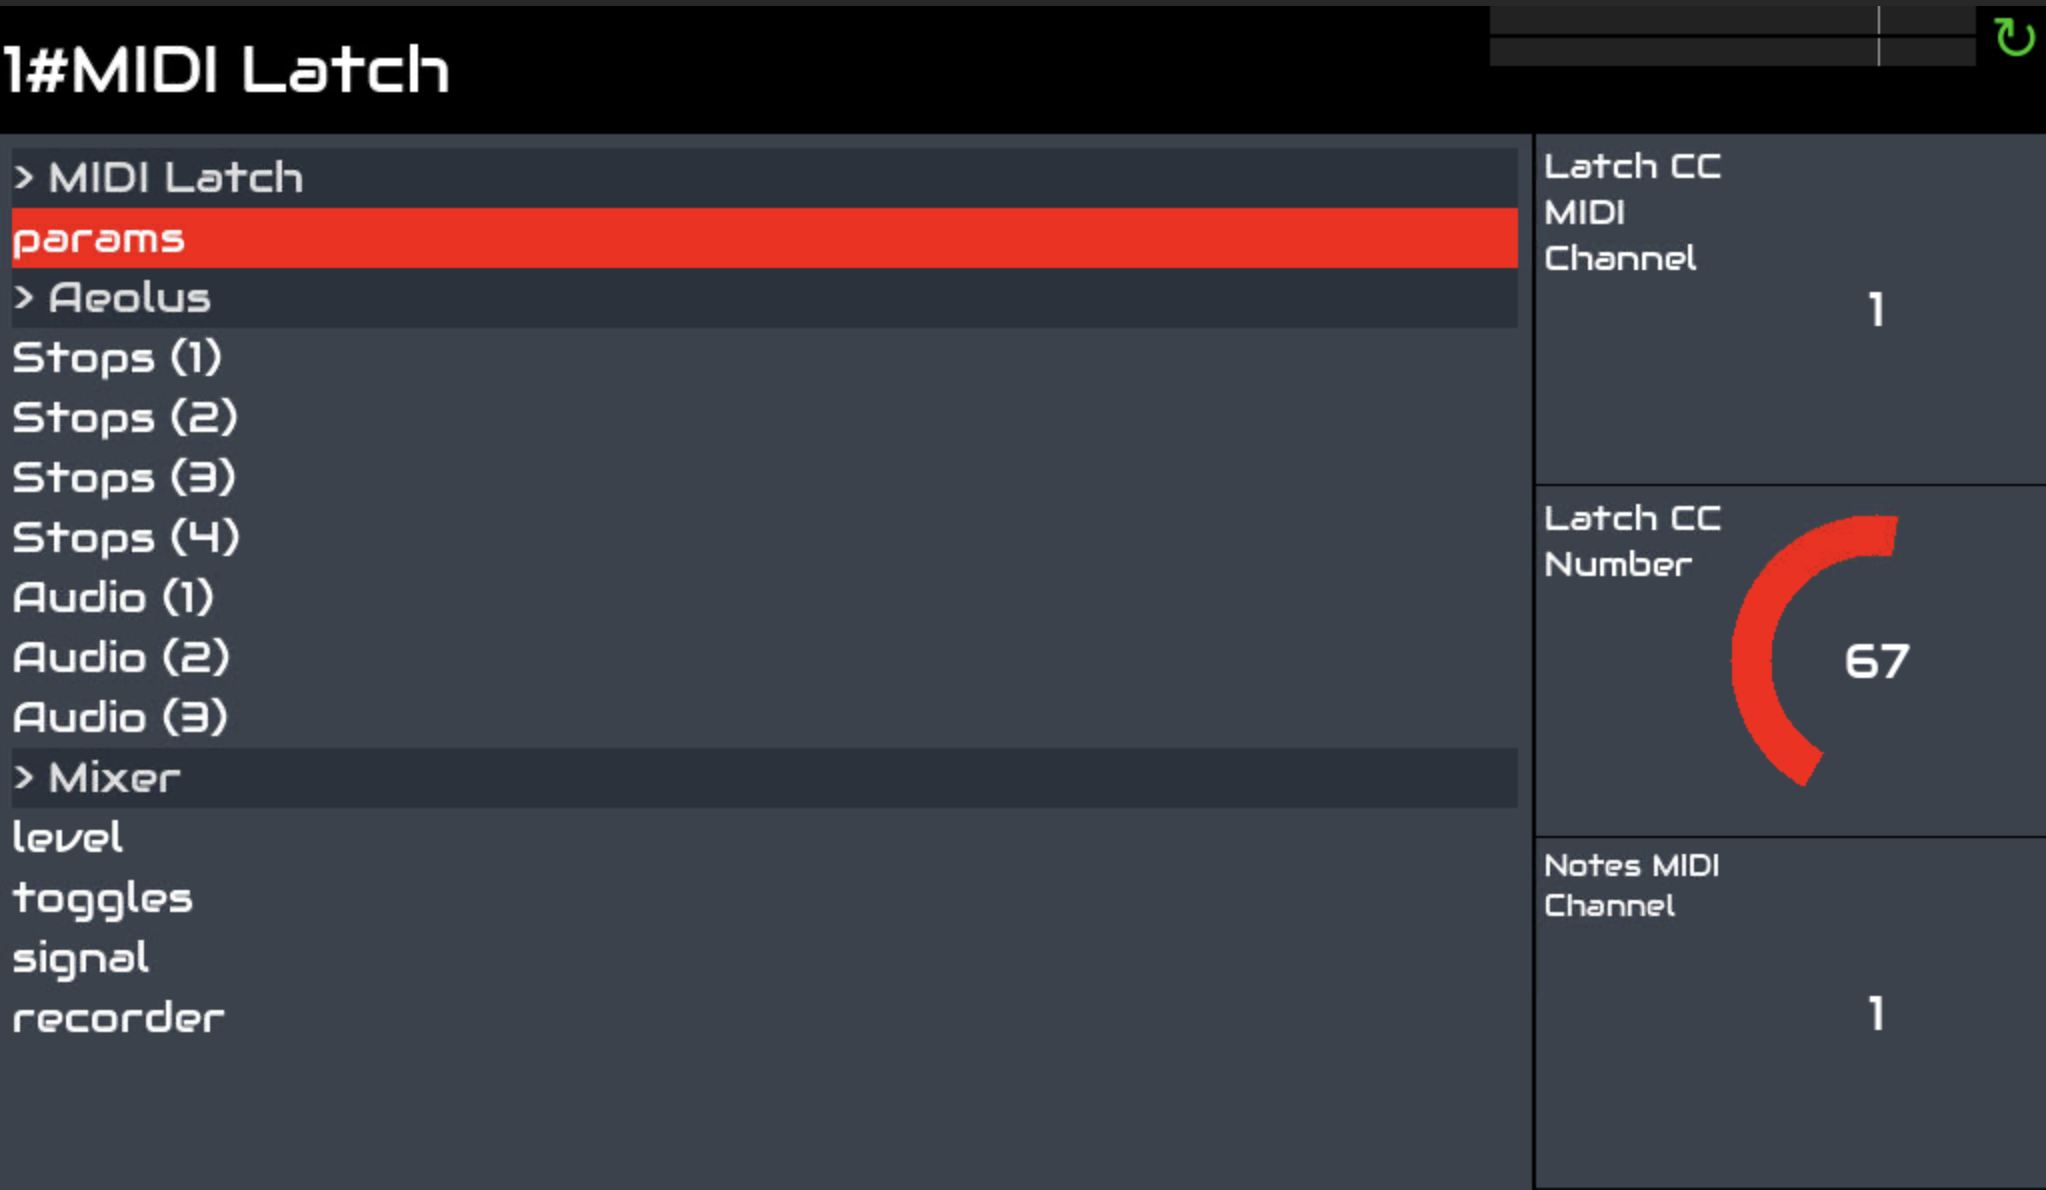 1#MIDI Latch
> MIDI Latch
params
> Aeolus
Stops (1)
Stops (2)
Stops (3)
Stops (4)
Audio (1)
Audio (2)
Audio (3)
> Mixer
level
toggles
signal
recorder
Latch CC
MIDI
Channel
1
Latch CC
Number
67
Notes MIDI
Channel
1